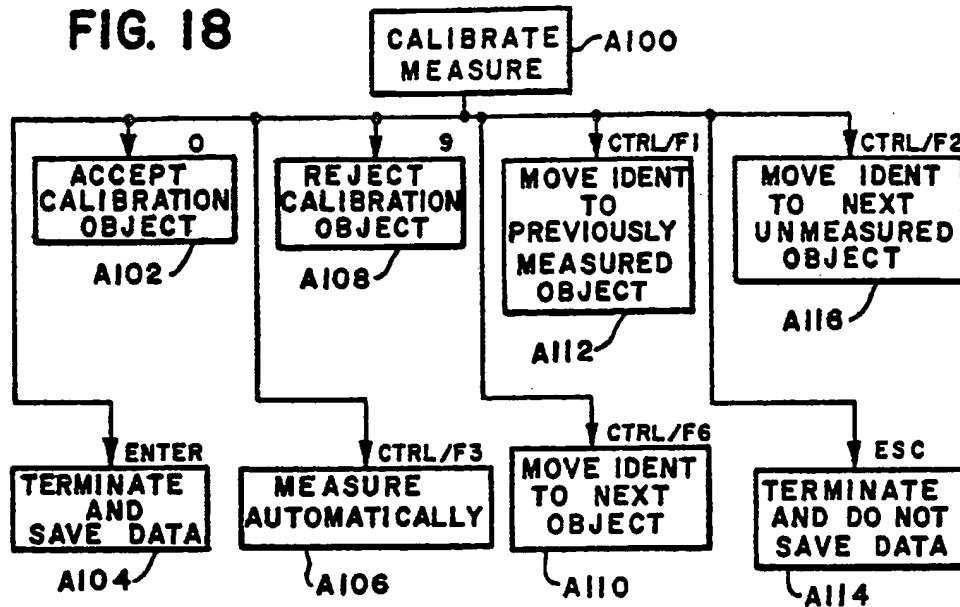 FIG. 18
CALIBRATE
MEASURE
A100
0
ACCEPT
CALIBRATION
OBJECT
A102
9
REJECT
CALIBRATION
OBJECT
A108
CTRL/F1
MOVE IDENT
TO
PREVIOUSLY
MEASURED
OBJECT
A112
CTRL/F2
MOVE IDENT
TO NEXT
UNMEASURED
OBJECT
A116
ENTER
TERMINATE
AND
SAVE DATA
A104
CTRL/F3
MEASURE
AUTOMATICALLY
A106
CTRL/F6
MOVE IDENT
TO NEXT
OBJECT
A110
ESC
TERMINATE
AND DO NOT
SAVE DATA
A114